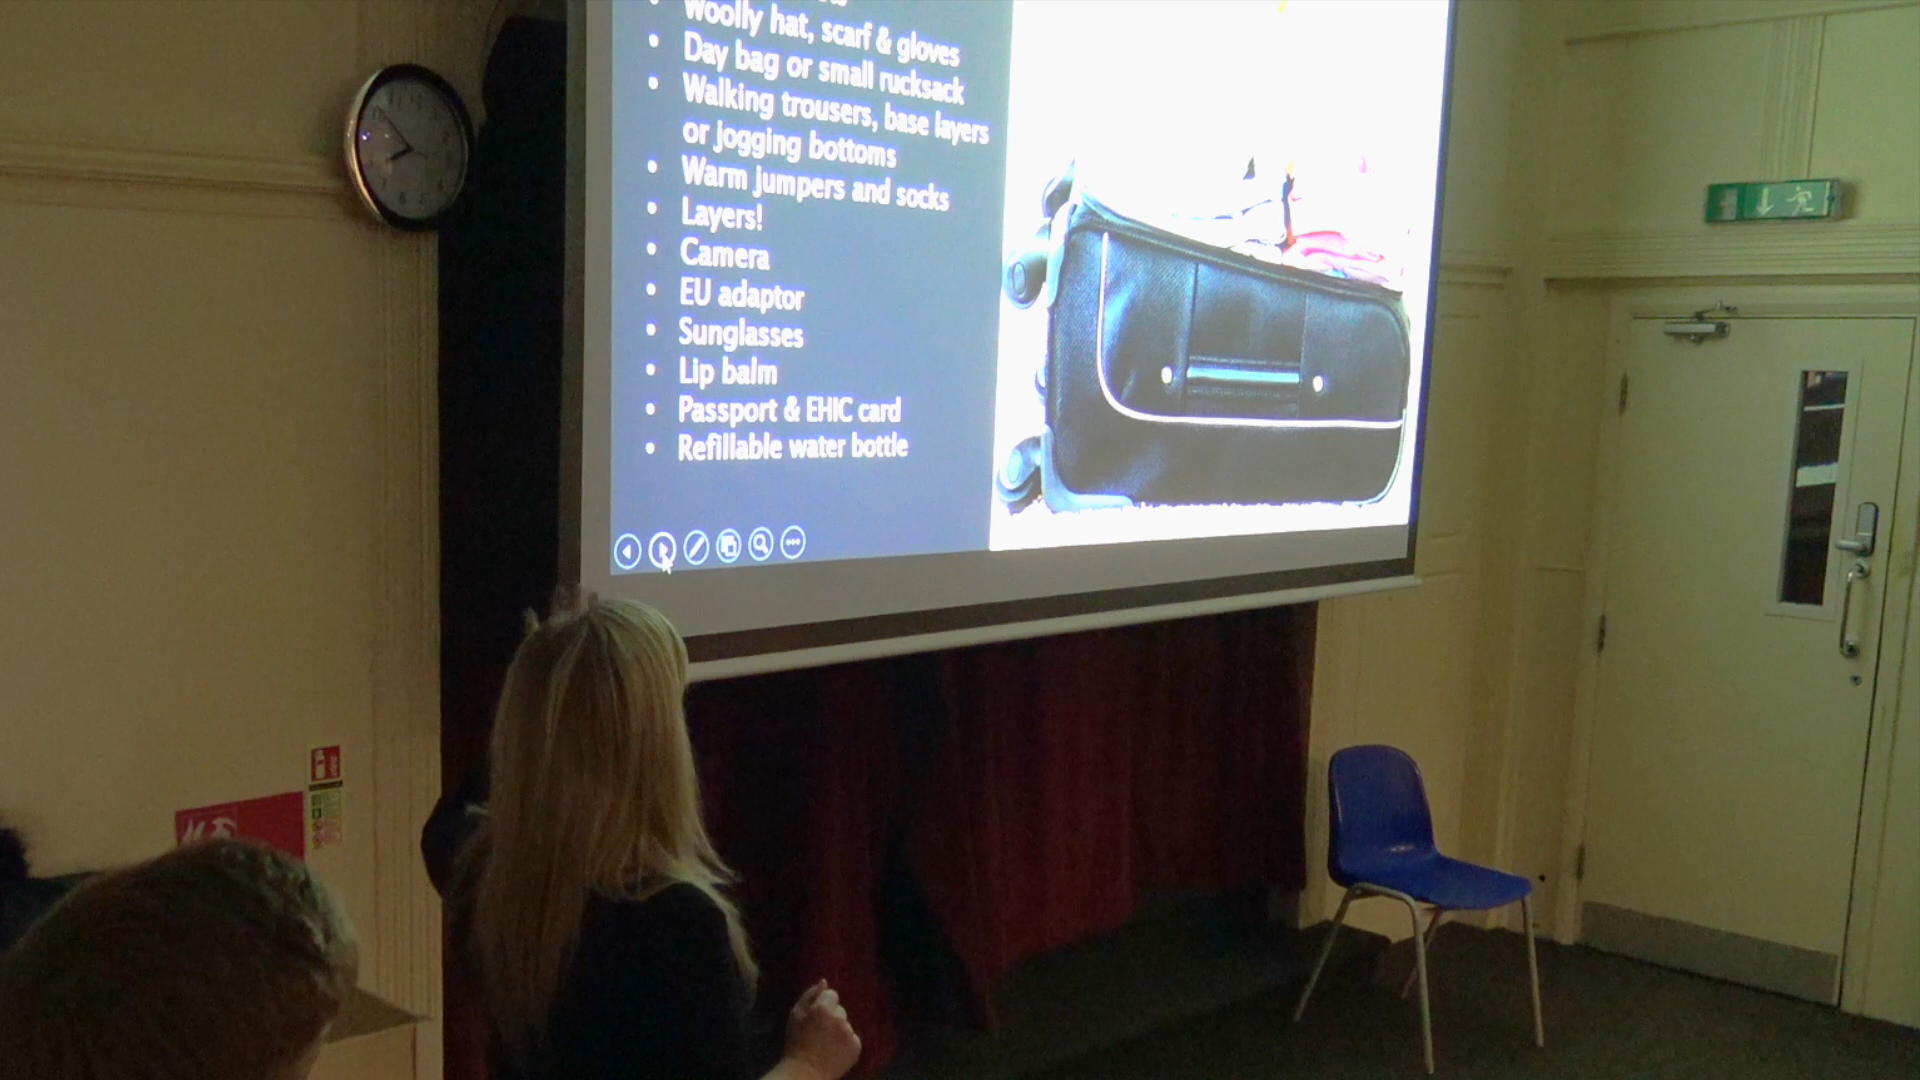 Woolly hat, scarf & gloves
Day bag or small rucksack
Walking trousers, base layers
or jogging bottoms
Warm jumpers and socks
Layers!
Camera
EU adaptor
Sunglasses
Lip balm
Passport & EHIC card
Refillable water bottle